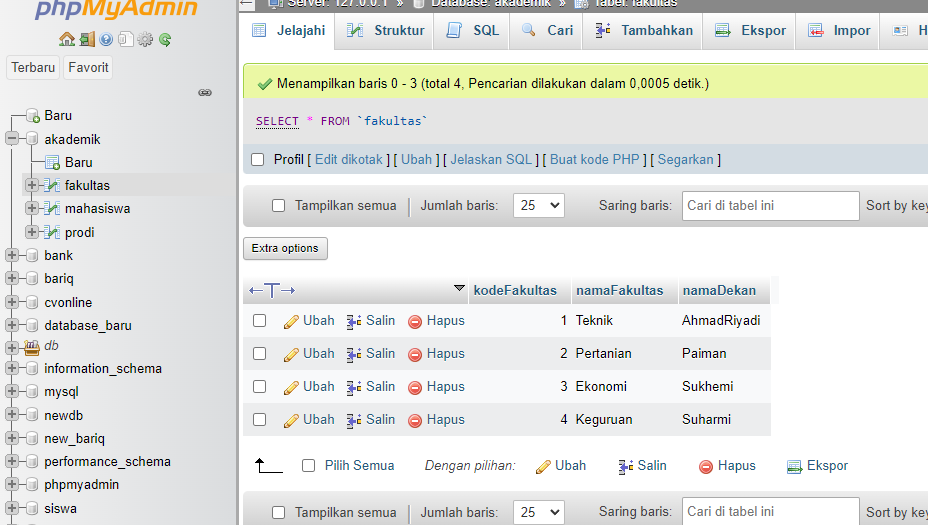 phpMyAdmin
Terbaru Favorit
Baru
akademik
Baru
fakultas
mahasiswa
prodi
bank
bariq
cvonline
database_baru
db
information_schema
mysql
newdb
new_bariq
performance_schema
phpmyadmin
siswa
Server: 127.0.0.1 » Database: akademik » Tabel: fakultas
Jelajahi Struktur SQL Cari Tambahkan Ekspor Impor H
Menampilkan baris 0 - 3 (total 4, Pencarian dilakukan dalam 0,0005 detik.)
SELECT * FROM `fakultas`
Profil [ Edit dikotak ] [ Ubah ] [ Jelaskan SQL ] [ Buat kode PHP ] [ Segarkan ]
Tampilkan semua | Jumlah baris: 25 Saring baris: Cari di tabel ini Sort by key
Extra options
←T→ kodeFakultas namaFakultas namaDekan
Ubah Salin Hapus 1 Teknik AhmadRiyadi
Ubah Salin Hapus 2 Pertanian Paiman
Ubah Salin Hapus 3 Ekonomi Sukhemi
Ubah Salin Hapus 4 Keguruan Suharmi
Pilih Semua Dengan pilihan: Ubah Salin Hapus Ekspor
Tampilkan semua | Jumlah baris: 25 Saring baris: Cari di tabel ini Sort by key